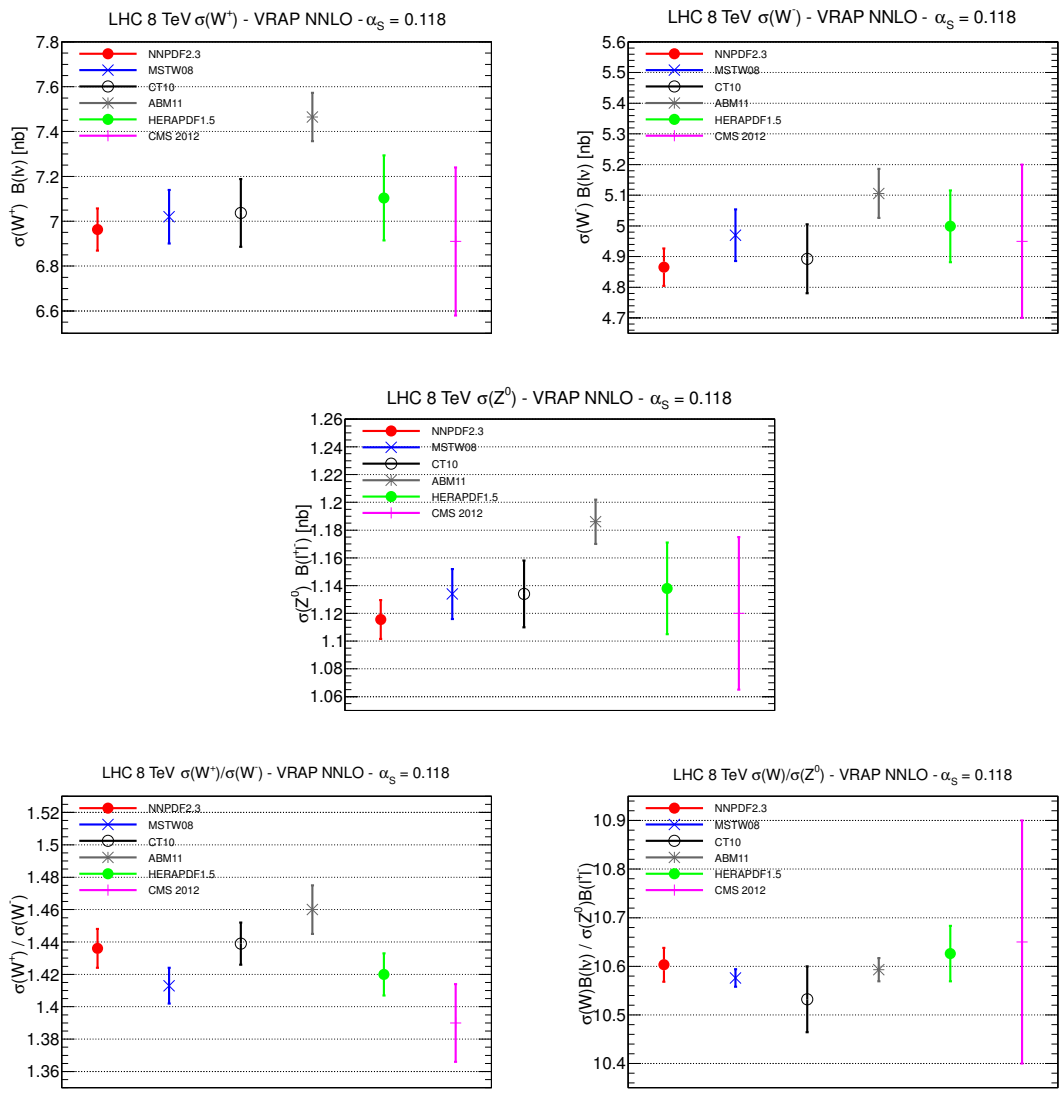 LHC 8 TeV σ(W⁺) - VRAP NNLO - α_S = 0.118
7.8
7.6
7.4
7.2
7
6.8
6.6
σ(W⁺) B(lν) [nb]
NNPDF2.3
MSTW08
CT10
ABM11
HERAPDF1.5
CMS 2012
LHC 8 TeV σ(W⁻) - VRAP NNLO - α_S = 0.118
5.6
5.5
5.4
5.3
5.2
5.1
5
4.9
4.8
4.7
σ(W⁻) B(lν) [nb]
NNPDF2.3
MSTW08
CT10
ABM11
HERAPDF1.5
CMS 2012
LHC 8 TeV σ(Z⁰) - VRAP NNLO - α_S = 0.118
1.26
1.24
1.22
1.2
1.18
1.16
1.14
1.12
1.1
1.08
1.06
σ(Z⁰) B(l⁺l⁻) [nb]
NNPDF2.3
MSTW08
CT10
ABM11
HERAPDF1.5
CMS 2012
LHC 8 TeV σ(W⁺)/σ(W⁻) - VRAP NNLO - α_S = 0.118
1.52
1.5
1.48
1.46
1.44
1.42
1.4
1.38
1.36
σ(W⁺) / σ(W⁻)
NNPDF2.3
MSTW08
CT10
ABM11
HERAPDF1.5
CMS 2012
LHC 8 TeV σ(W)/σ(Z⁰) - VRAP NNLO - α_S = 0.118
10.9
10.8
10.7
10.6
10.5
10.4
σ(W)B(lν) / σ(Z⁰)B(l⁺l⁻)
NNPDF2.3
MSTW08
CT10
ABM11
HERAPDF1.5
CMS 2012